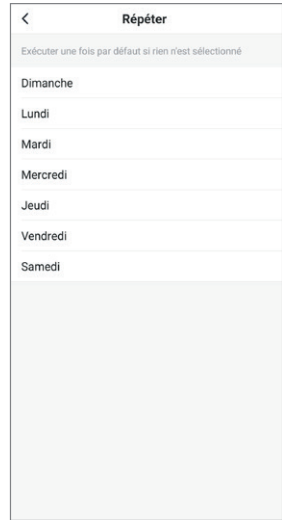 Répéter
Exécuter une fois par défaut si rien n'est sélectionné
Dimanche
Lundi
Mardi
Mercredi
Jeudi
Vendredi
Samedi